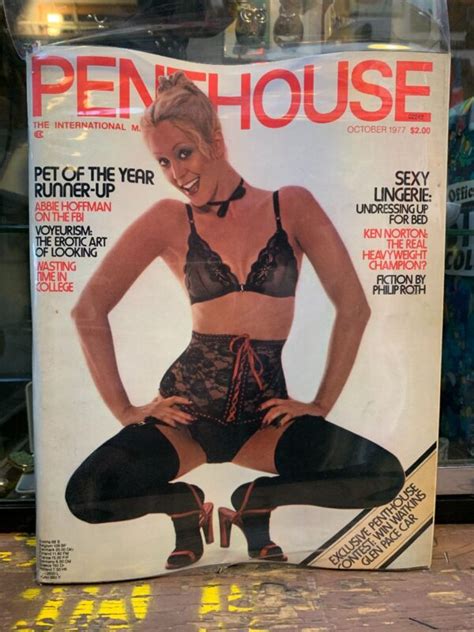 PENTHOUSE
THE INTERNATIONAL M
OCTOBER 1977 $2.00
PET OF THE YEAR
RUNNER-UP
ABBIE HOFFMAN
ON THE FBI
VOYEURISM:
THE EROTIC ART
OF LOOKING
WASTING
TIME IN
COLLEGE
SEXY
LINGERIE:
UNDRESSING UP
FOR BED
KEN NORTON:
THE REAL
HEAVYWEIGHT
CHAMPION?
FICTION BY
PHILIP ROTH
EXCLUSIVE PENTHOUSE
CONTEST: WIN WATKINS
GLEN PACE CAR
Office